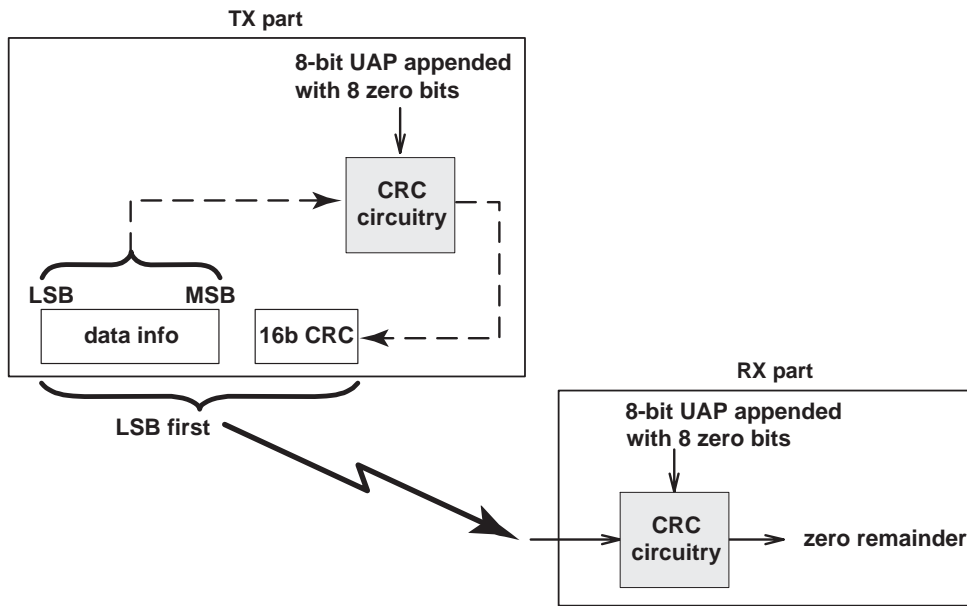 TX part
8-bit UAP appended
with 8 zero bits
CRC
circuitry
LSB
MSB
data info
16b CRC
LSB first
RX part
8-bit UAP appended
with 8 zero bits
CRC
circuitry
zero remainder